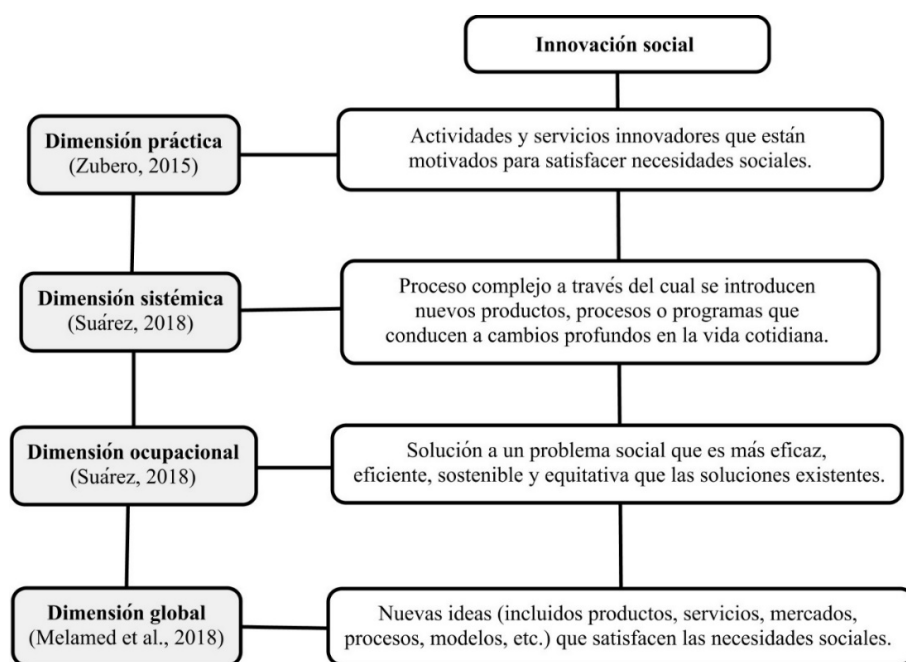 Innovación social
Dimensión práctica
(Zubero, 2015)
Actividades y servicios innovadores que están
motivados para satisfacer necesidades sociales.
Dimensión sistémica
(Suárez, 2018)
Proceso complejo a través del cual se introducen
nuevos productos, procesos o programas que
conducen a cambios profundos en la vida cotidiana.
Dimensión ocupacional
(Suárez, 2018)
Solución a un problema social que es más eficaz,
eficiente, sostenible y equitativa que las soluciones existentes.
Dimensión global
(Melamed et al., 2018)
Nuevas ideas (incluidos productos, servicios, mercados,
procesos, modelos, etc.) que satisfacen las necesidades sociales.